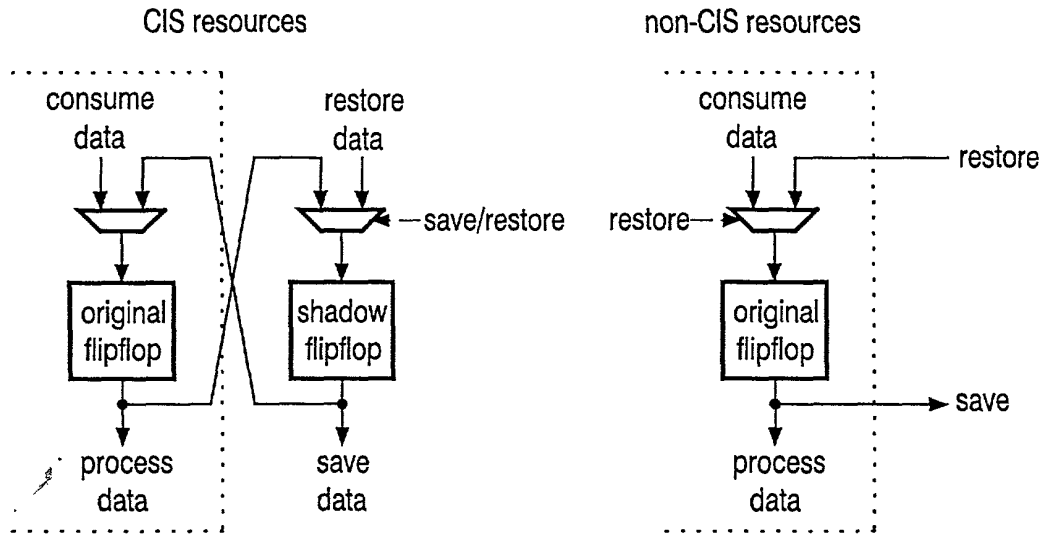 CIS resources
non-CIS resources
consume
data
restore
data
consume
data
restore
save/restore
restore
original
flipflop
shadow
flipflop
original
flipflop
save
process
data
save
data
process
data